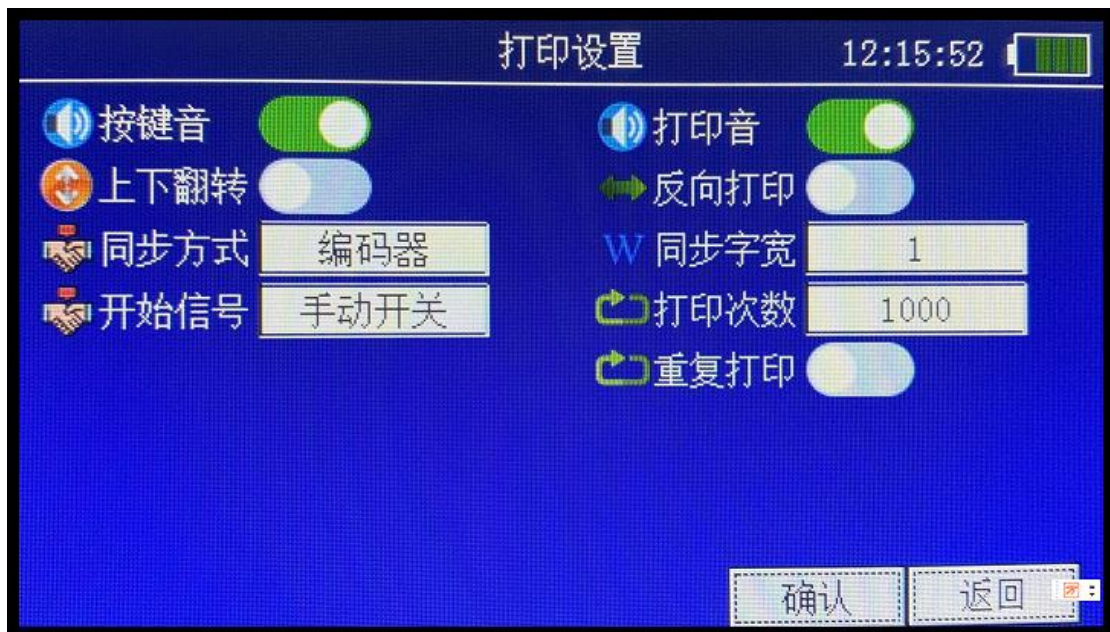 打印设置 12:15:52
按键音 打印音
上下翻转 反向打印
同步方式 编码器 W 同步字宽 1
开始信号 手动开关 打印次数 1000
重复打印
确认 返回